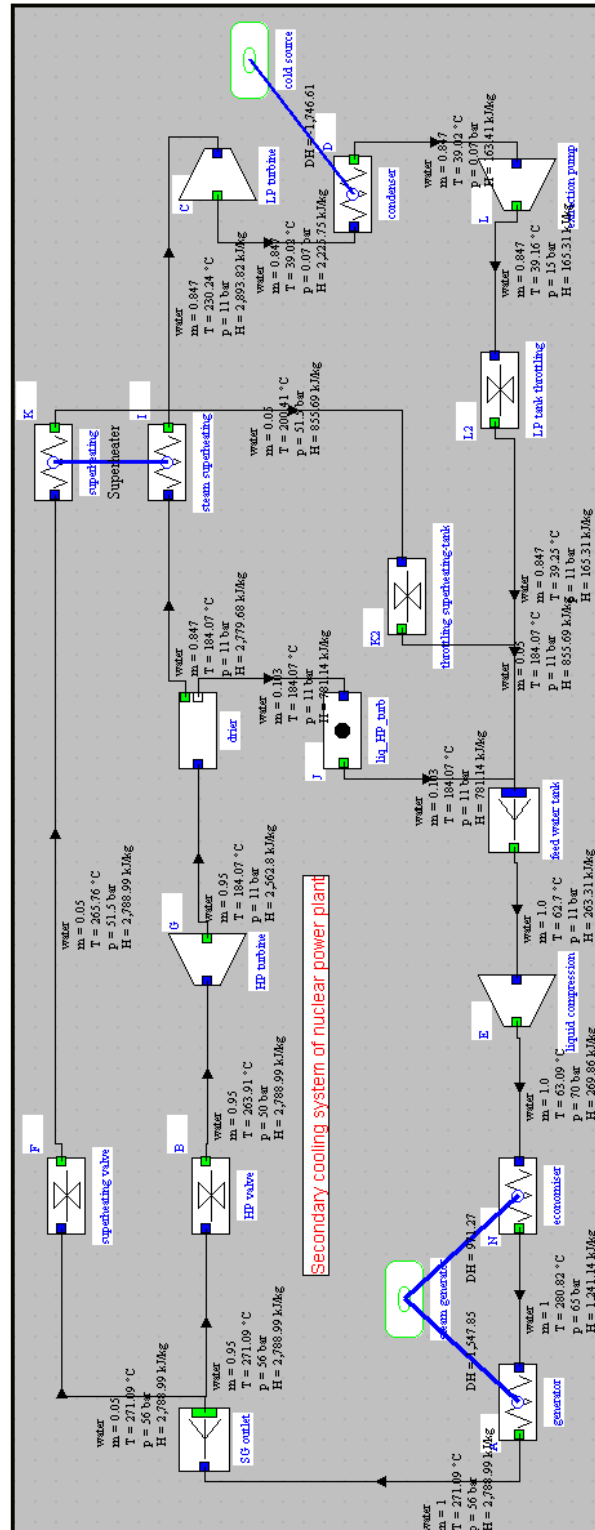 water
m = 0.05
T = 271.09 °C
p = 56 bar
H = 2,788.99 kJ/kg
F
superheating valve
water
m = 0.05
T = 265.76 °C
p = 51.5 bar
H = 2,788.99 kJ/kg
K
superheating
Superheater
SG outlet
water
m = 0.95
T = 271.09 °C
p = 56 bar
H = 2,788.99 kJ/kg
B
HP valve
water
m = 0.95
T = 263.91 °C
p = 50 bar
H = 2,788.99 kJ/kg
G
HP turbine
water
m = 0.95
T = 184.07 °C
p = 11 bar
H = 2,562.8 kJ/kg
drier
water
m = 0.847
T = 184.07 °C
p = 11 bar
H = 2,779.68 kJ/kg
I
steam superheating
water
m = 0.847
T = 230.24 °C
p = 11 bar
H = 2,893.82 kJ/kg
C
LP turbine
cold source
DH = -1,746.61
water
m = 0.847
T = 39.02 °C
p = 0.07 bar
H = 2,225.75 kJ/kg
D
condenser
water
m = 0.05
T = 200.41 °C
p = 51.5 bar
H = 855.69 kJ/kg
water
m = 0.103
T = 184.07 °C
p = 11 bar
H = 781.14 kJ/kg
J
liq_HP_turb
K2
throttling superheating-tank
water
m = 0.847
T = 39.02 °C
p = 0.07 bar
H = 163.41 kJ/kg
L
extraction pump
Secondary cooling system of nuclear power plant
steam generator
DH = 1,547.85
DH = 971.27
water
m = 0.103
T = 184.07 °C
p = 11 bar
H = 781.14 kJ/kg
water
m = 0.05
T = 184.07 °C
p = 11 bar
H = 855.69 kJ/kg
water
m = 0.847
T = 39.25 °C
p = 11 bar
H = 165.31 kJ/kg
L2
LP tank throttling
water
m = 0.847
T = 39.16 °C
p = 15 bar
H = 165.31 kJ/kg
water
m = 1
T = 271.09 °C
p = 56 bar
H = 2,788.99 kJ/kg
A
generator
water
m = 1
T = 280.82 °C
p = 65 bar
H = 1,241.14 kJ/kg
N
economiser
water
m = 1.0
T = 63.09 °C
p = 70 bar
H = 269.86 kJ/kg
E
liquid compression
water
m = 1.0
T = 62.7 °C
p = 11 bar
H = 263.31 kJ/kg
feed water tank